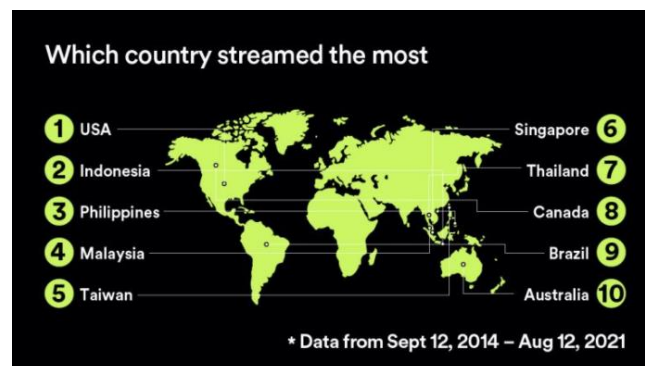 Which country streamed the most
1 USA
2 Indonesia
3 Philippines
4 Malaysia
5 Taiwan
Singapore 6
Thailand 7
Canada 8
Brazil 9
Australia 10
* Data from Sept 12, 2014 – Aug 12, 2021